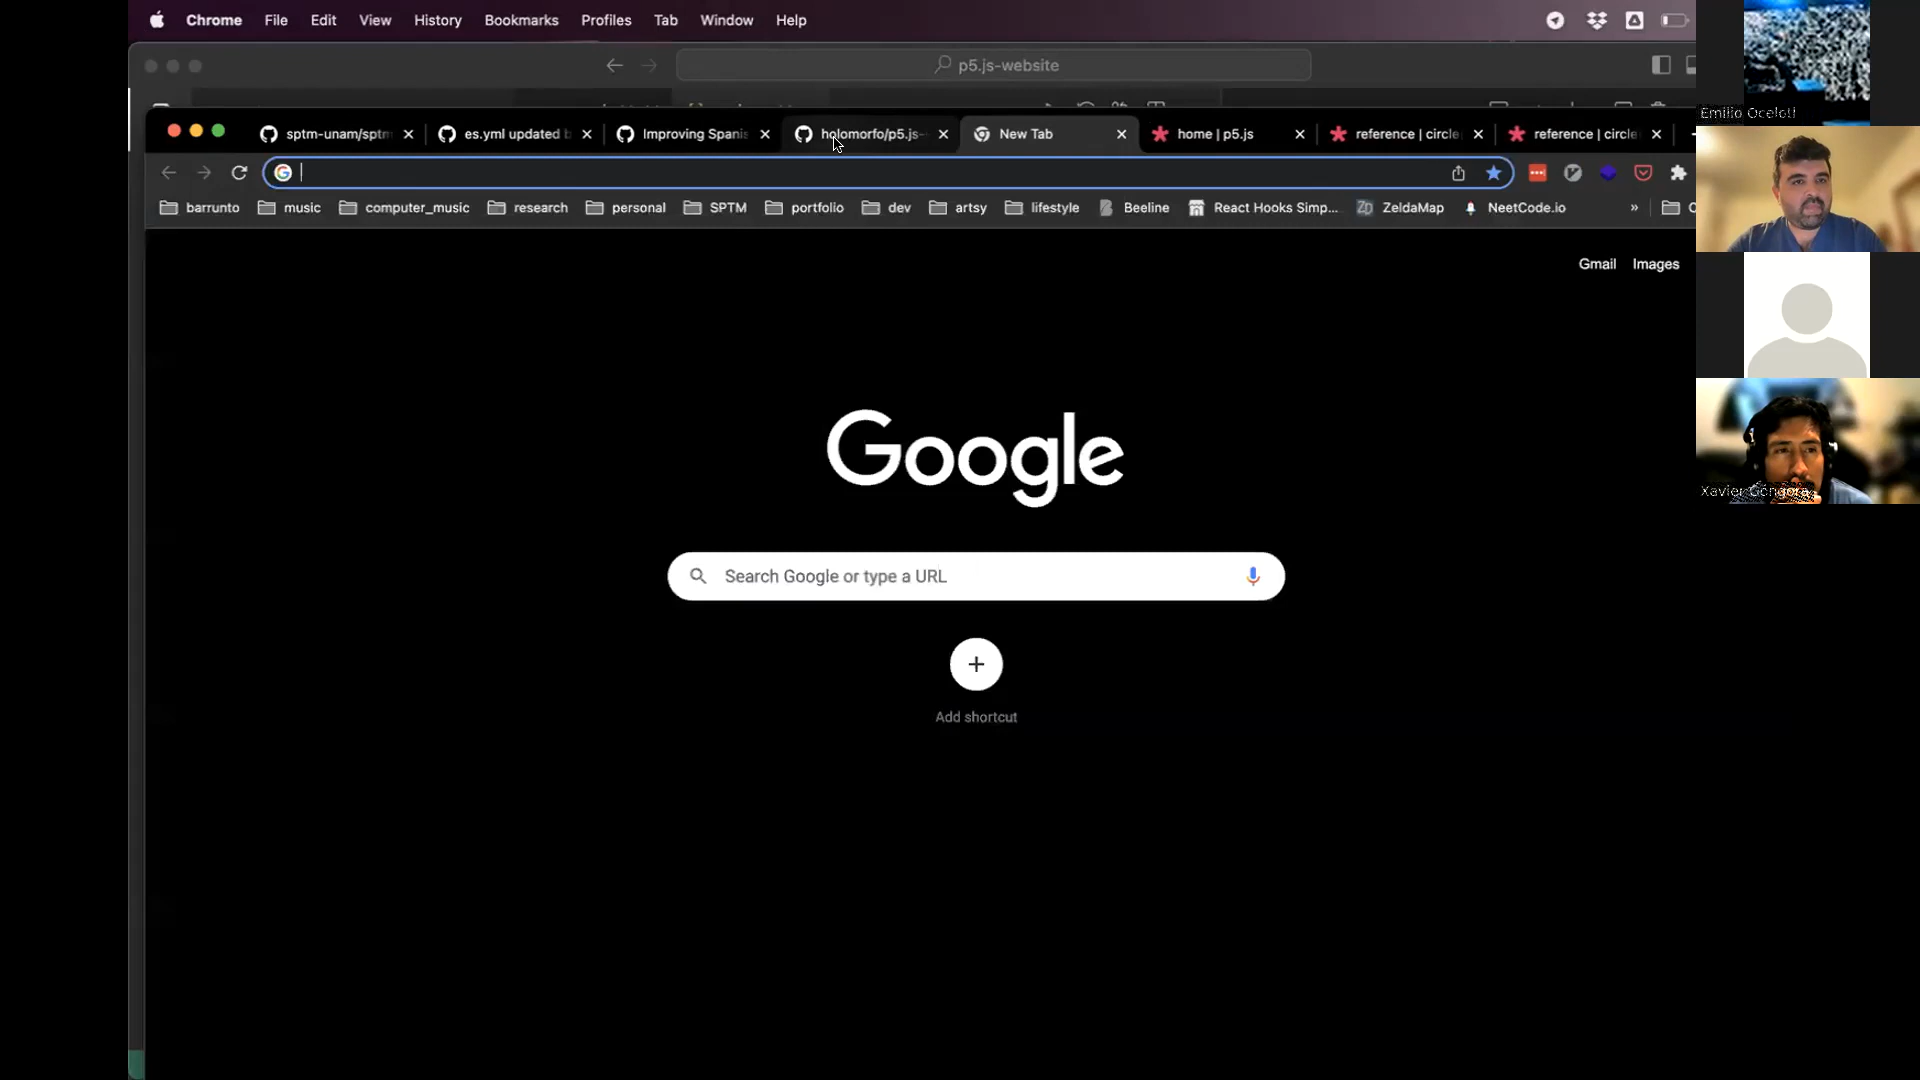 Chrome File Edit View History Bookmarks Profiles Tab Window Help
p5.js-website
sptm-unam/sptm es.yml updated b Improving Spanis holomorfo/p5.js- New Tab home | p5.js reference | circle reference | circle
barrunto music computer_music research personal SPTM portfolio dev artsy lifestyle Beeline React Hooks Simp... ZeldaMap NeetCode.io »
Gmail Images
Google
Search Google or type a URL
Add shortcut
Emilio Ocelotl
Xavier Góngora